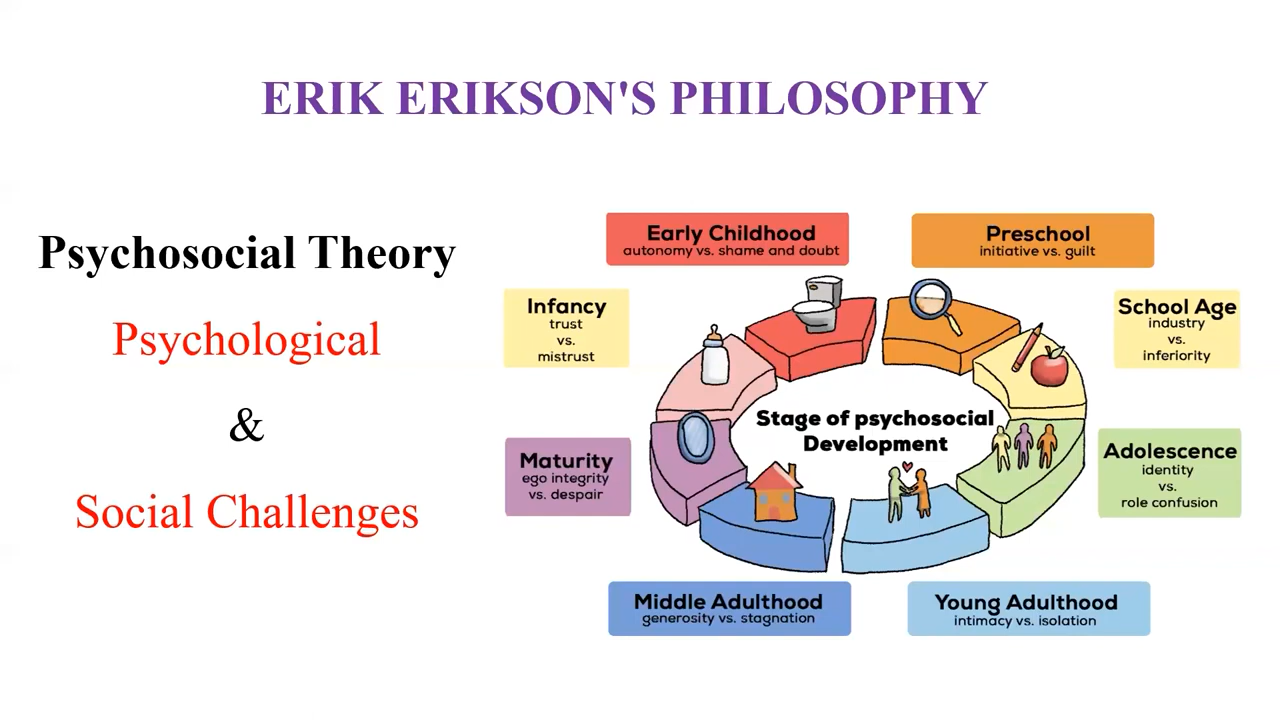 ERIK ERIKSON'S PHILOSOPHY
Psychosocial Theory
Psychological
&
Social Challenges
Early Childhood
autonomy vs. shame and doubt
Preschool
initiative vs. guilt
Infancy
trust
vs.
mistrust
School Age
industry
vs.
inferiority
Stage of psychosocial
Development
Maturity
ego integrity
vs. despair
Adolescence
identity
vs.
role confusion
Middle Adulthood
generosity vs. stagnation
Young Adulthood
intimacy vs. isolation